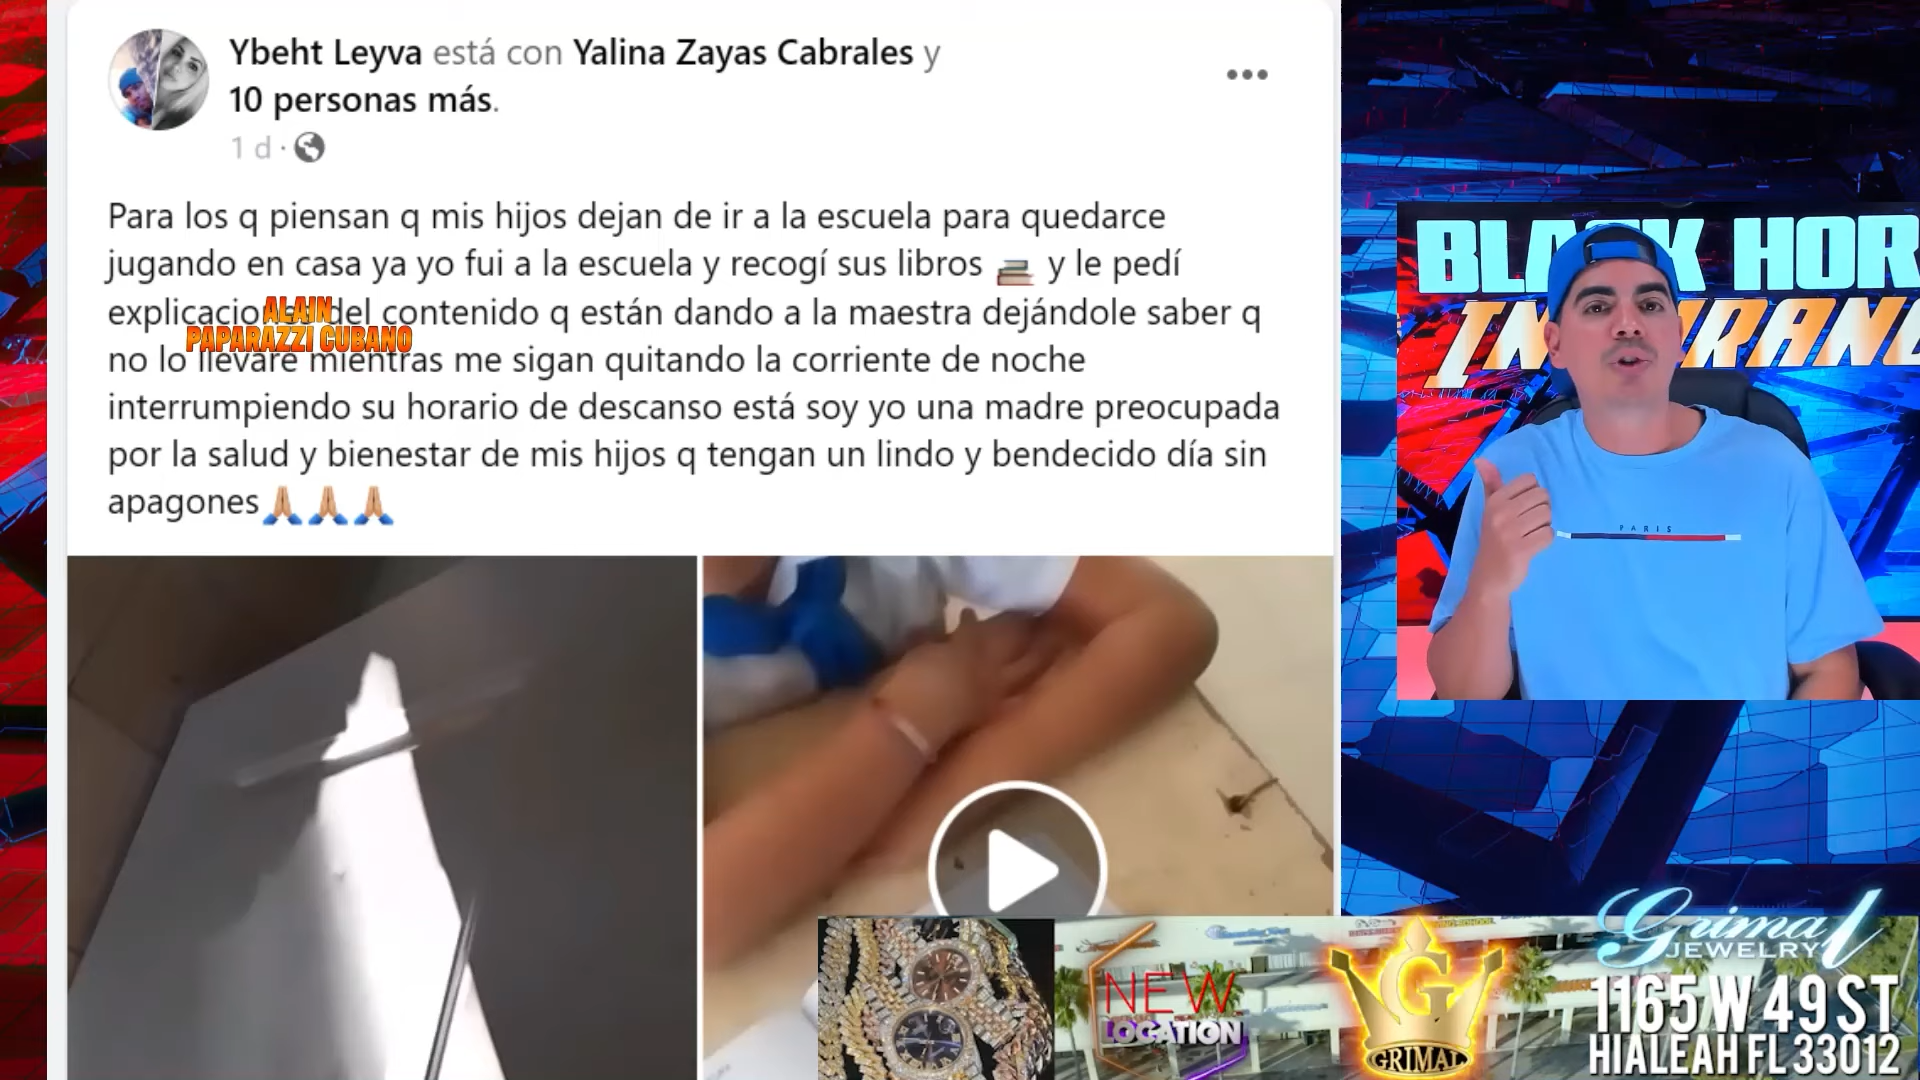 Ybeht Leyva está con Yalina Zayas Cabrales y
10 personas más.
1 d ·
Para los q piensan q mis hijos dejan de ir a la escuela para quedarce
jugando en casa ya yo fui a la escuela y recogí sus libros 📚 y le pedí
explicacio del contenido q están dando a la maestra dejándole saber q
no lo llevare mientras me sigan quitando la corriente de noche
interrumpiendo su horario de descanso está soy yo una madre preocupada
por la salud y bienestar de mis hijos q tengan un lindo y bendecido día sin
apagones🙏🏼🙏🏼🙏🏼
ALAIN
PAPARAZZI CUBANO
BLACK HOR
PARIS
NEW
LOCATION
G
GRIMAL
Grimal
JEWELRY
1165 W 49 ST
HIALEAH FL 33012